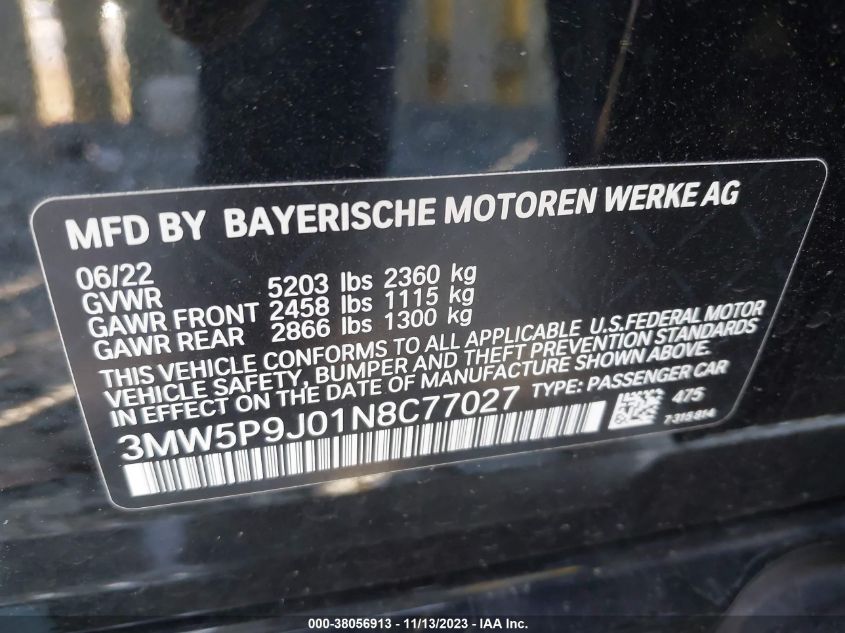 MFD BY BAYERISCHE MOTOREN WERKE AG
06/22
GVWR 5203 lbs 2360 kg
GAWR FRONT 2458 lbs 1115 kg
GAWR REAR 2866 lbs 1300 kg
THIS VEHICLE CONFORMS TO ALL APPLICABLE U.S.FEDERAL MOTOR
VEHICLE SAFETY, BUMPER AND THEFT PREVENTION STANDARDS
IN EFFECT ON THE DATE OF MANUFACTURE SHOWN ABOVE.
3MW5P9J01N8C77027 TYPE: PASSENGER CAR
475
7315814
000-38056913 - 11/13/2023 - IAA Inc.